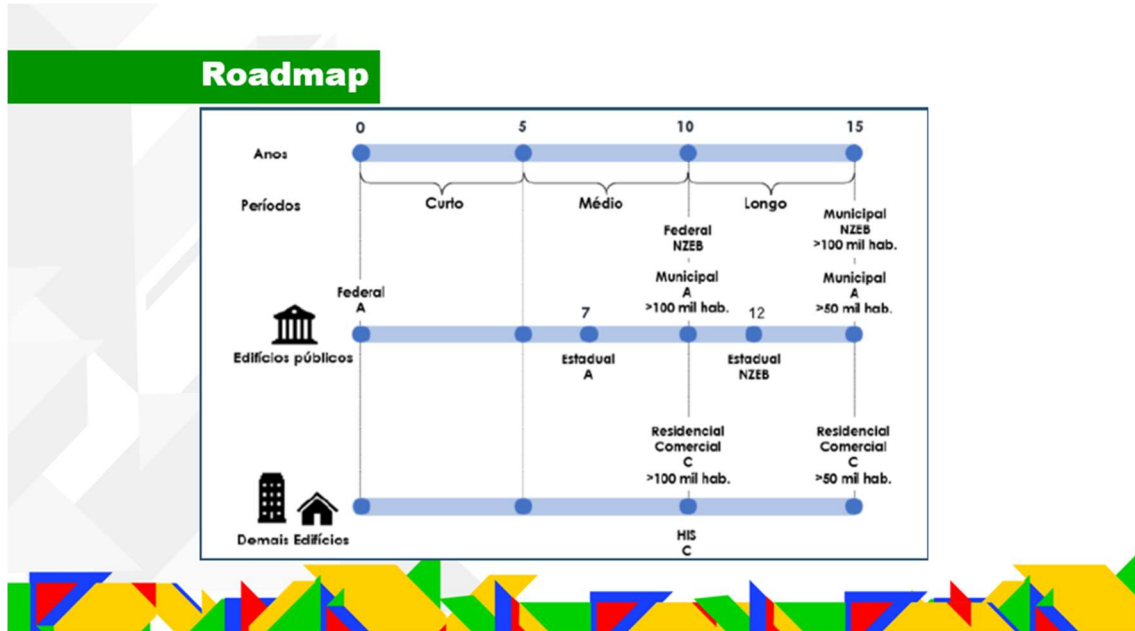 Roadmap
0 5 10 15
Anos
Períodos
Curto Médio Longo
Federal
NZEB
Municipal
NZEB
>100 mil hab.
Federal
A
Municipal
A
>100 mil hab.
Municipal
A
>50 mil hab.
7 12
Edifícios públicos
Estadual
A
Estadual
NZEB
Residencial
Comercial
C
>100 mil hab.
Residencial
Comercial
C
>50 mil hab.
Demais Edifícios
HIS
C